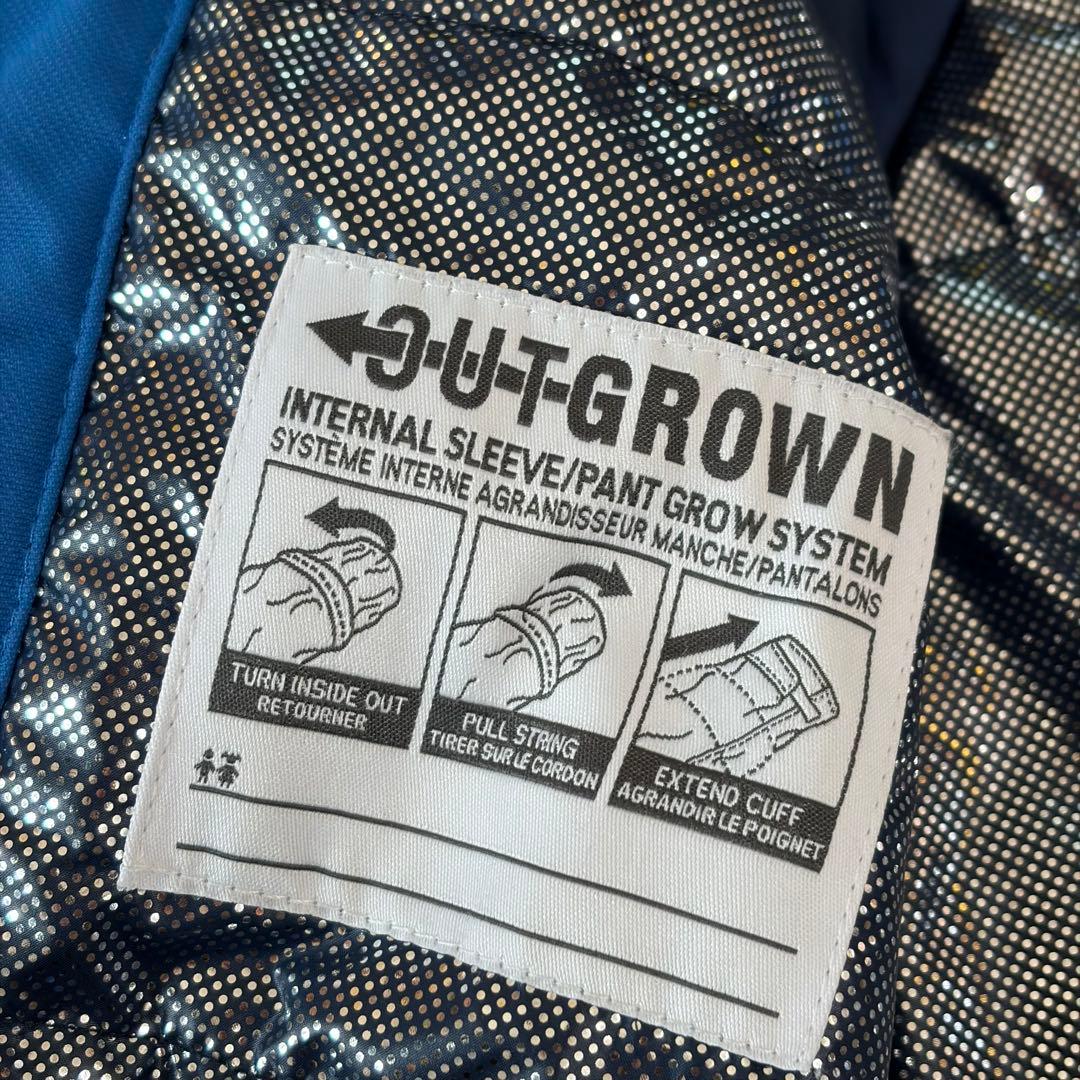 OUTGROWN
INTERNAL SLEEVE/PANT GROW SYSTEM
SYSTÈME INTERNE AGRANDISSEUR MANCHE/PANTALONS
TURN INSIDE OUT
RETOURNER
PULL STRING
TIRER SUR LE CORDON
EXTEND CUFF
AGRANDIR LE POIGNET